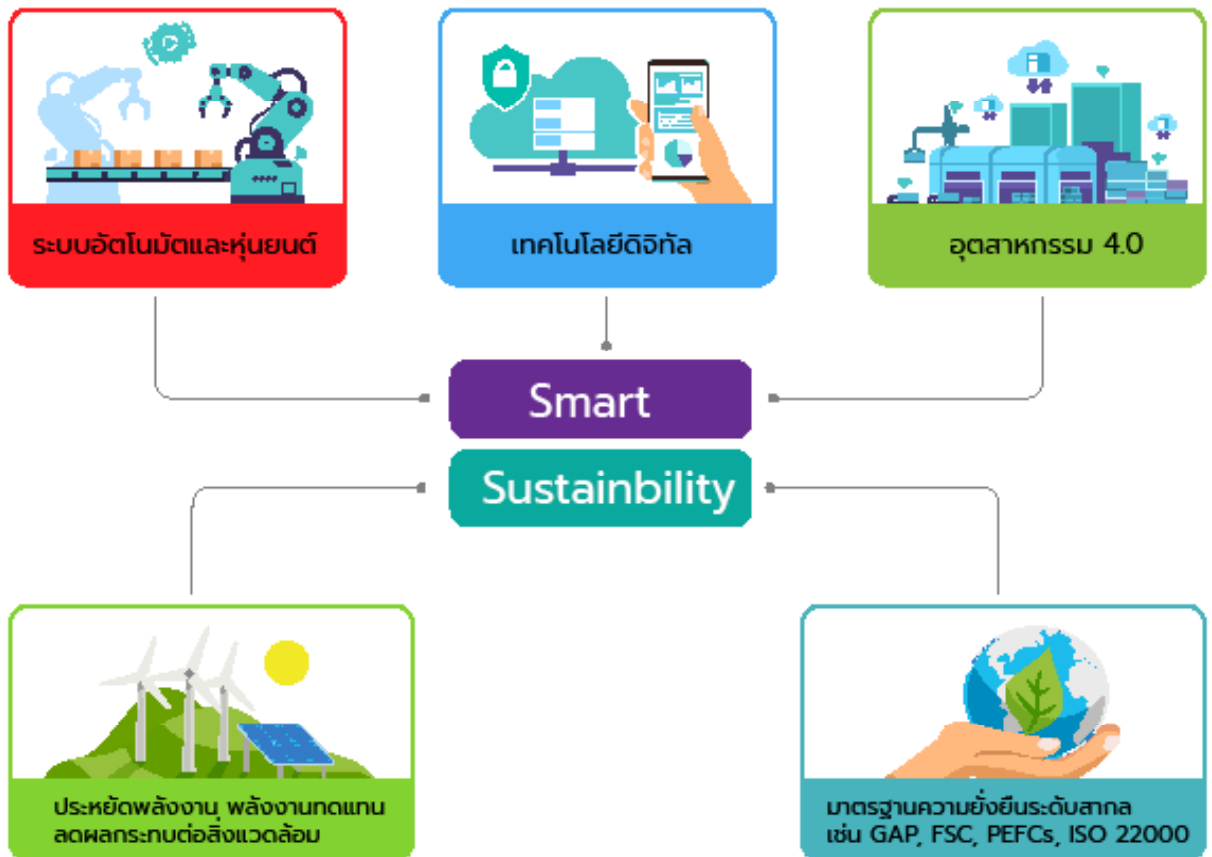 ระบบอัตโนมัตและหุ่นยนต์
เทคโนโลยีดิจิทัล
อุตสาหกรรม 4.0
Smart
Sustainbility
ประหยัดพลังงาน พลังงานทดแทน
ลดผลกระทบต่อสิ่งแวดล้อม
มาตรฐานความยั่งยืนระดับสากล
เช่น GAP, FSC, PEFCs, ISO 22000